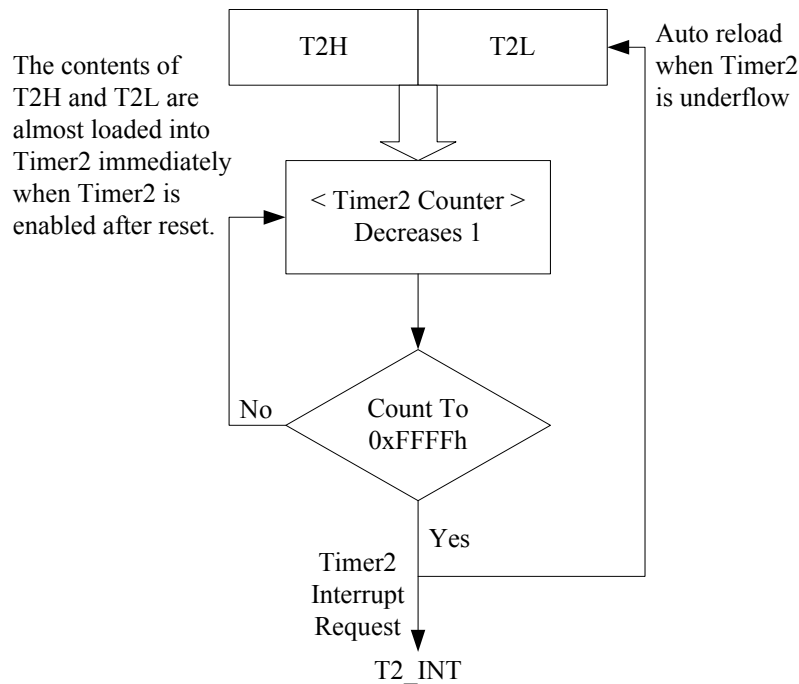 T2H
T2L
Auto reload
when Timer2
is underflow
The contents of
T2H and T2L are
almost loaded into
Timer2 immediately
when Timer2 is
enabled after reset.
< Timer2 Counter >
Decreases 1
Count To
0xFFFFh
No
Yes
Timer2
Interrupt
Request
T2_INT